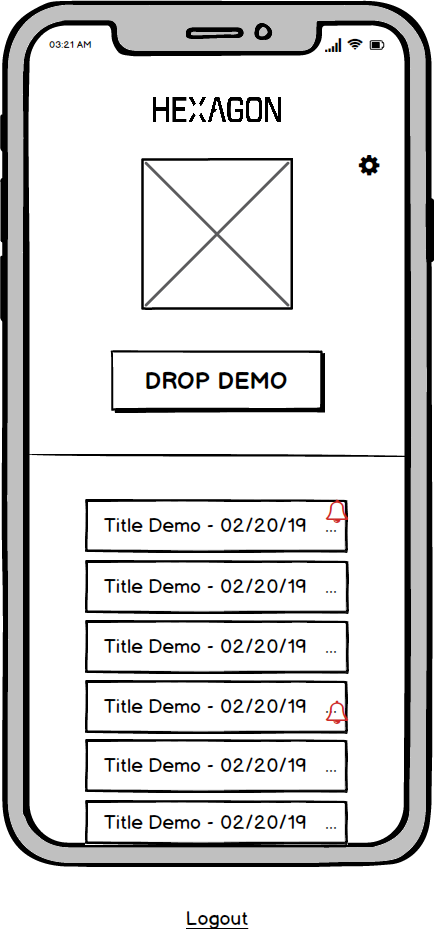 03:21 AM
HEXAGON
DROP DEMO
Title Demo - 02/20/19 ...
Title Demo - 02/20/19 ...
Title Demo - 02/20/19 ...
Title Demo - 02/20/19 ...
Title Demo - 02/20/19 ...
Title Demo - 02/20/19 ...
Logout